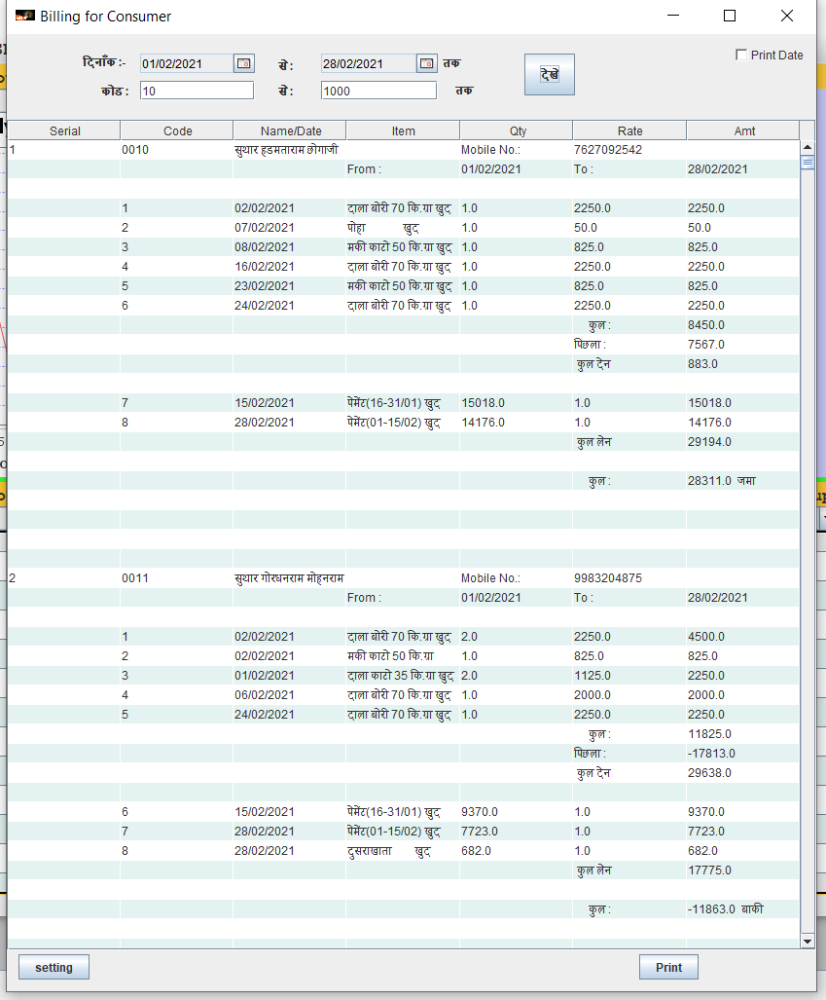 Billing for Consumer
दिनाँक:- 01/02/2021 से: 28/02/2021 तक Print Date
कोड: 10 से: 1000 तक देखे
Serial Code Name/Date Item Qty Rate Amt
1 0010 सुथार हडमताराम छोगाजी Mobile No.: 7627092542
From : 01/02/2021 To : 28/02/2021
1 02/02/2021 दाला बोरी 70 कि.ग्रा खुद 1.0 2250.0 2250.0
2 07/02/2021 पोहा खुद 1.0 50.0 50.0
3 08/02/2021 मकी काटो 50 कि.ग्रा खुद 1.0 825.0 825.0
4 16/02/2021 दाला बोरी 70 कि.ग्रा खुद 1.0 2250.0 2250.0
5 23/02/2021 मकी काटो 50 कि.ग्रा खुद 1.0 825.0 825.0
6 24/02/2021 दाला बोरी 70 कि.ग्रा खुद 1.0 2250.0 2250.0
कुल : 8450.0
पिछला : 7567.0
कुल देन 883.0
7 15/02/2021 पेमेंट(16-31/01) खुद 15018.0 1.0 15018.0
8 28/02/2021 पेमेंट(01-15/02) खुद 14176.0 1.0 14176.0
कुल लेन 29194.0
कुल : 28311.0 जमा
2 0011 सुथार गोरधनराम मोहनराम Mobile No.: 9983204875
From : 01/02/2021 To : 28/02/2021
1 02/02/2021 दाला बोरी 70 कि.ग्रा खुद 2.0 2250.0 4500.0
2 02/02/2021 मकी काटो 50 कि.ग्रा 1.0 825.0 825.0
3 01/02/2021 दाला काटो 35 कि.ग्रा खुद 2.0 1125.0 2250.0
4 06/02/2021 दाला बोरी 70 कि.ग्रा खुद 1.0 2000.0 2000.0
5 24/02/2021 दाला बोरी 70 कि.ग्रा खुद 1.0 2250.0 2250.0
कुल : 11825.0
पिछला : -17813.0
कुल देन 29638.0
6 15/02/2021 पेमेंट(16-31/01) खुद 9370.0 1.0 9370.0
7 28/02/2021 पेमेंट(01-15/02) खुद 7723.0 1.0 7723.0
8 28/02/2021 दुसराखाता खुद 682.0 1.0 682.0
कुल लेन 17775.0
कुल : -11863.0 बाकी
setting Print